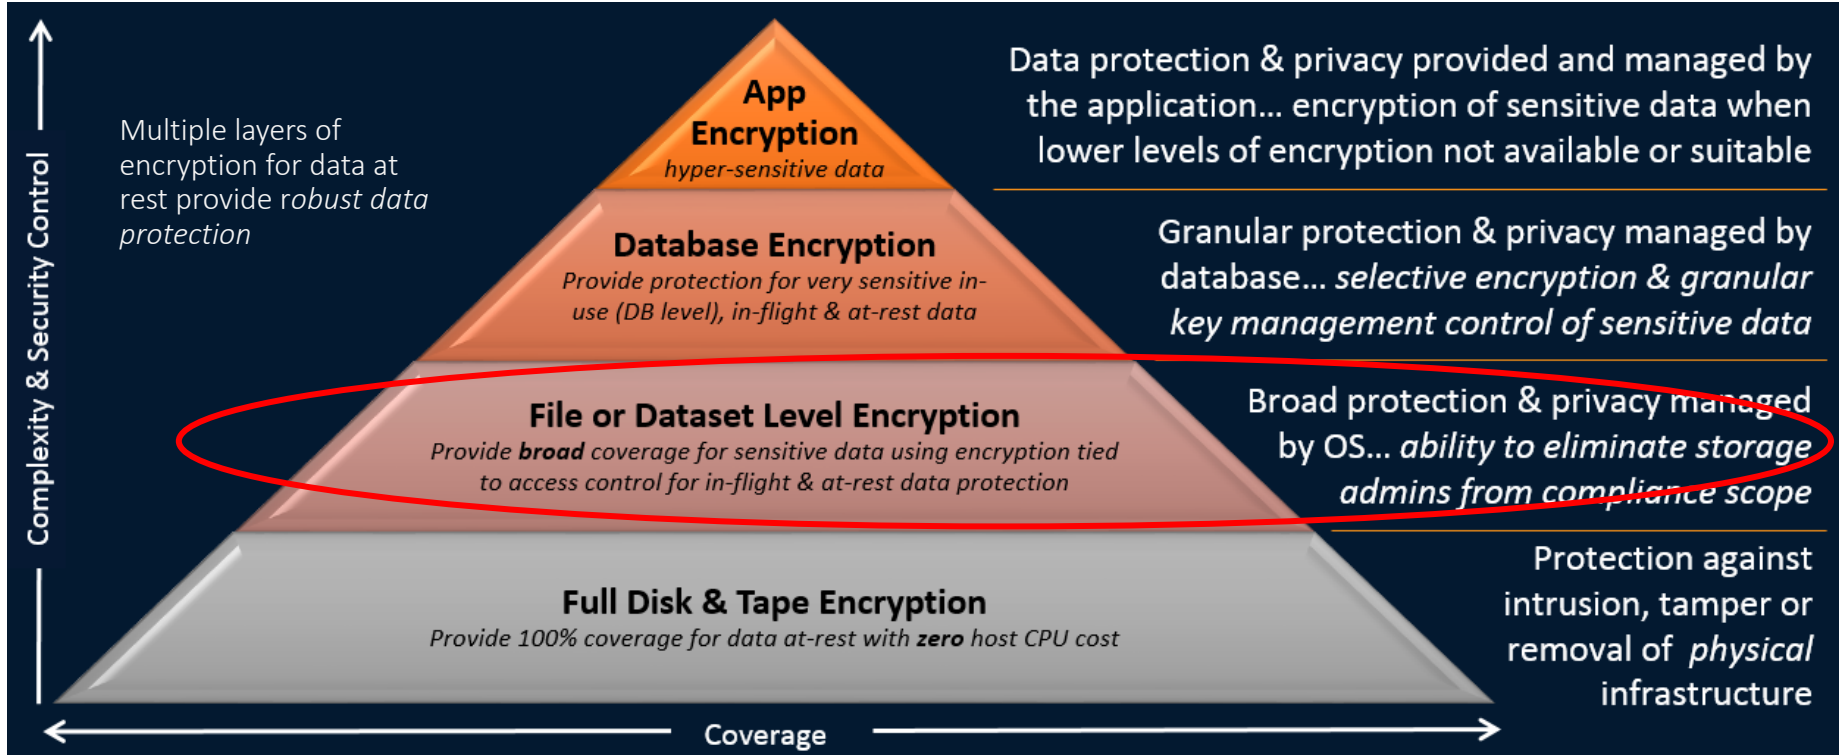 Complexity & Security Control
Multiple layers of
encryption for data at
rest provide robust data
protection
App
Encryption
hyper-sensitive data
Data protection & privacy provided and managed by
the application... encryption of sensitive data when
lower levels of encryption not available or suitable
Database Encryption
Provide protection for very sensitive in-
use (DB level), in-flight & at-rest data
Granular protection & privacy managed by
database... selective encryption & granular
key management control of sensitive data
File or Dataset Level Encryption
Provide broad coverage for sensitive data using encryption tied
to access control for in-flight & at-rest data protection
Broad protection & privacy managed
by OS... ability to eliminate storage
admins from compliance scope
Full Disk & Tape Encryption
Provide 100% coverage for data at-rest with zero host CPU cost
Protection against
intrusion, tamper or
removal of physical
infrastructure
Coverage